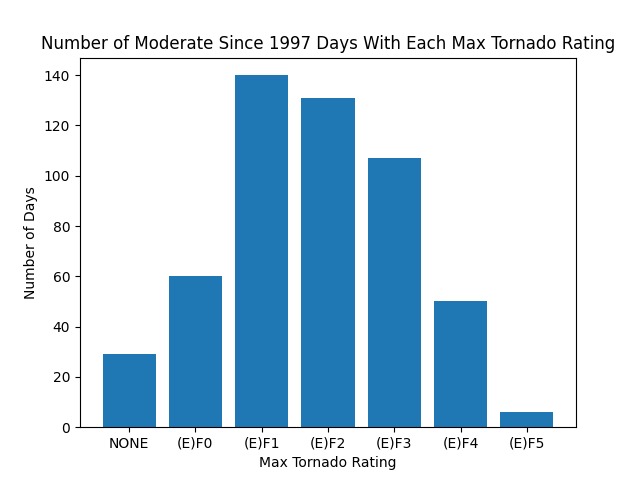 Number of Moderate Since 1997 Days With Each Max Tornado Rating
Number of Days
140
120
100
80
60
40
20
0
NONE (E)F0 (E)F1 (E)F2 (E)F3 (E)F4 (E)F5
Max Tornado Rating